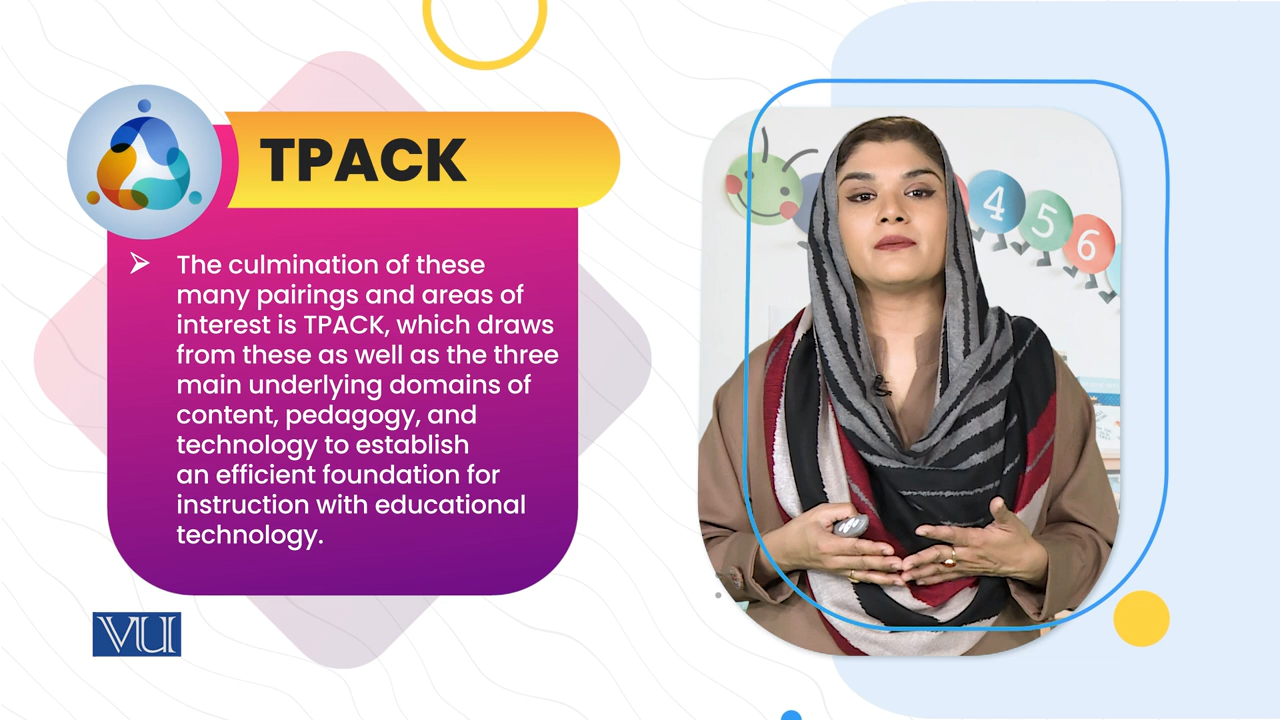 TPACK
➢ The culmination of these
many pairings and areas of
interest is TPACK, which draws
from these as well as the three
main underlying domains of
content, pedagogy, and
technology to establish
an efficient foundation for
instruction with educational
technology.
VU
4 5 6